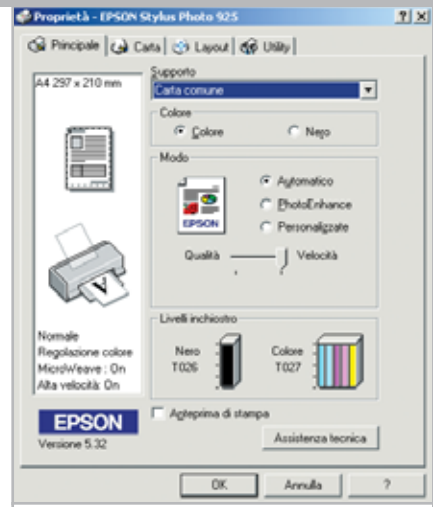 Proprietà - EPSON Stylus Photo 925
Principale
Carta
Layout
Utility
A4 297 x 210 mm
Supporto
Carta comune
Colore
Colore
Nero
Modo
EPSON
Automatico
PhotoEnhance
Personalizzate
Qualità
Velocità
Normale
Regolazione colore
MicroWeave : On
Alta velocità: On
Livelli inchiostro
Nero
T026
Colore
T027
EPSON
Versione 5.32
Anteprima di stampa
Assistenza tecnica
OK
Annulla
?